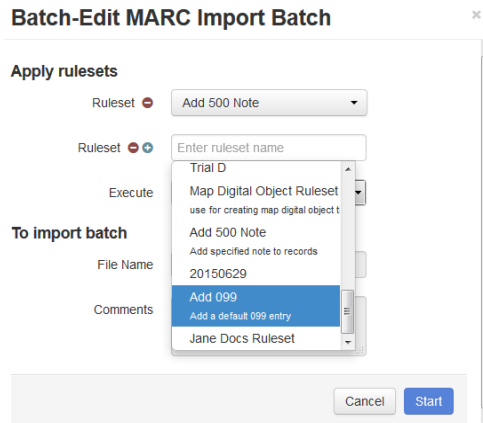 Batch-Edit MARC Import Batch
×
Apply rulesets
Ruleset
Add 500 Note
Ruleset
Enter ruleset name
Trial D
Map Digital Object Ruleset
use for creating map digital object t
Execute
Add 500 Note
Add specified note to records
To import batch
20150629
File Name
Add 099
Add a default 099 entry
Comments
Jane Docs Ruleset
Cancel
Start